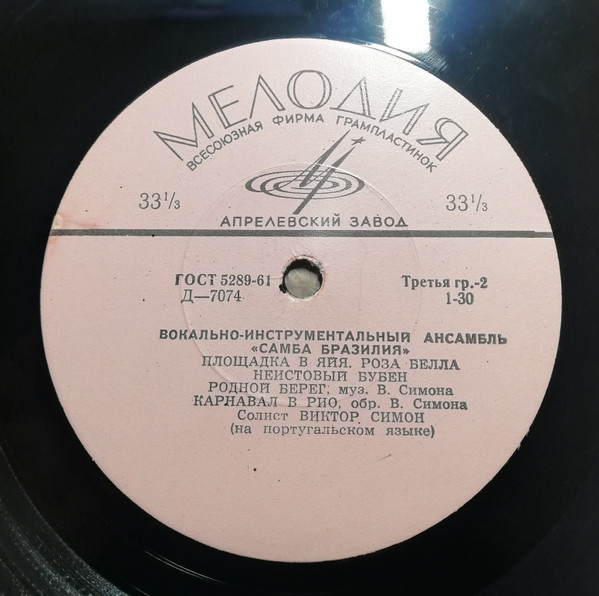 МЕЛОДИЯ
ВСЕСОЮЗНАЯ ФИРМА ГРАМПЛАСТИНОК
33⅓ 33⅓
АПРЕЛЕВСКИЙ ЗАВОД
ГОСТ 5289-61 Третья гр.-2
Д—7074 1-30
ВОКАЛЬНО-ИНСТРУМЕНТАЛЬНЫЙ АНСАМБЛЬ
«САМБА БРАЗИЛИЯ»
ПЛОЩАДКА В ЯЙЯ. РОЗА БЕЛЛА
НЕИСТОВЫЙ БУБЕН
РОДНОЙ БЕРЕГ, муз. В. Симона
КАРНАВАЛ В РИО, обр. В. Симона
Солист ВИКТОР СИМОН
(на португальском языке)